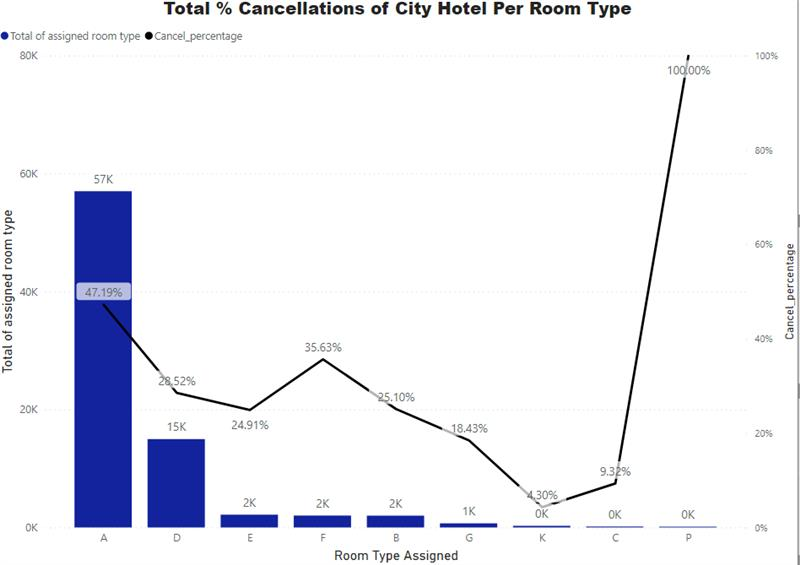 Total % Cancellations of City Hotel Per Room Type
Total of assigned room type Cancel_percentage
80K 100%
100.00%
80%
60K
57K
60%
Total of assigned room type
Cancel_percentage
47.19%
40K
40%
35.63%
28.52%
25.10%
24.91%
20K
18.43%
20%
15K
9.32%
4.30%
2K 2K 2K 1K 0K 0K 0K
0K 0%
A D E F B G K C P
Room Type Assigned